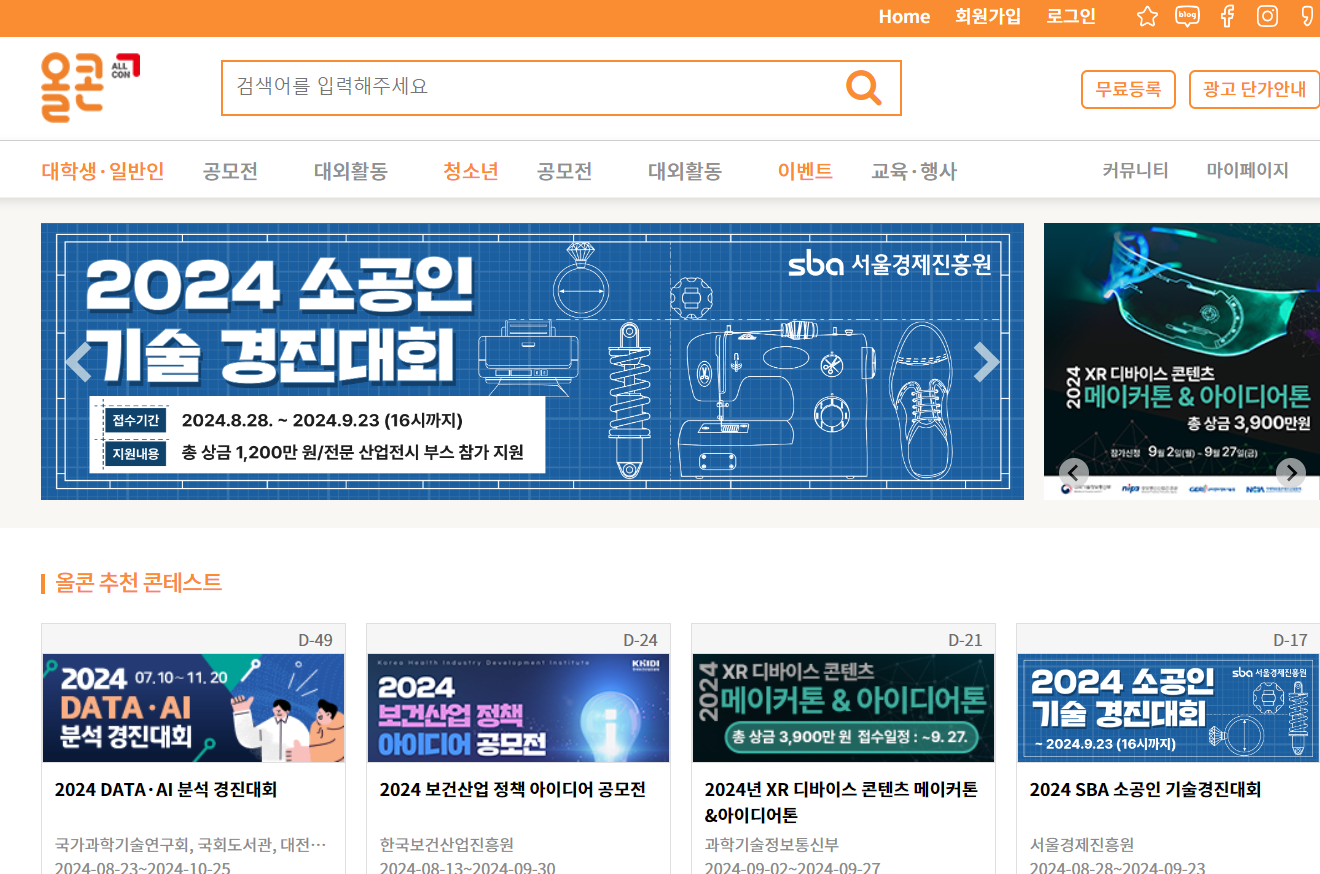 Home 회원가입 로그인 blog
올콘 ALL CON
검색어를 입력해주세요
무료등록 광고 단가안내
대학생·일반인 공모전 대외활동 청소년 공모전 대외활동 이벤트 교육·행사 커뮤니티 마이페이지
sba 서울경제진흥원
2024 소공인
기술 경진대회
접수기간 2024.8.28. ~ 2024.9.23 (16시까지)
지원내용 총 상금 1,200만 원/전문 산업전시 부스 참가 지원
2024 XR 디바이스 콘텐츠
메이커톤 & 아이디어톤
총 상금 3,900만원
참가신청 9월 2일(월) ~ 9월 27일(금)
nipa
올콘 추천 콘테스트
D-49
2024 07.10~11.20
DATA·AI
분석 경진대회
2024 DATA·AI 분석 경진대회
국가과학기술연구회, 국회도서관, 대전…
2024-08-23~2024-10-25
D-24
Korea Health Industry Development Institute KHIDI
2024
보건산업 정책
아이디어 공모전
2024 보건산업 정책 아이디어 공모전
한국보건산업진흥원
2024-08-13~2024-09-30
D-21
2024 XR 디바이스 콘텐츠
메이커톤 & 아이디어톤
총 상금 3,900만 원 접수일정 : ~9. 27.
2024년 XR 디바이스 콘텐츠 메이커톤
&아이디어톤
과학기술정보통신부
2024-09-02~2024-09-27
D-17
2024 소공인 sba 서울경제진흥원
기술 경진대회
~ 2024.9.23 (16시까지)
2024 SBA 소공인 기술경진대회
서울경제진흥원
2024-08-28~2024-09-23